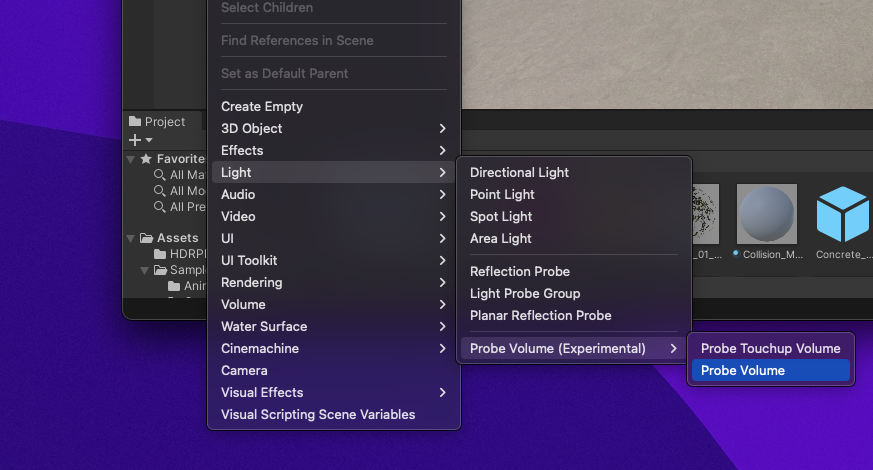 Select Children
Find References in Scene
Set as Default Parent
Create Empty
3D Object
Effects
Light
Audio
Video
UI
UI Toolkit
Rendering
Volume
Water Surface
Cinemachine
Camera
Visual Effects
Visual Scripting Scene Variables
Directional Light
Point Light
Spot Light
Area Light
Reflection Probe
Light Probe Group
Planar Reflection Probe
Probe Volume (Experimental)
Probe Touchup Volume
Probe Volume
Project
Favorite
All Ma
All Mo
All Pre
Assets
HDRP
Sampl
Anir
_01_...
Collision_M...
Concrete_...